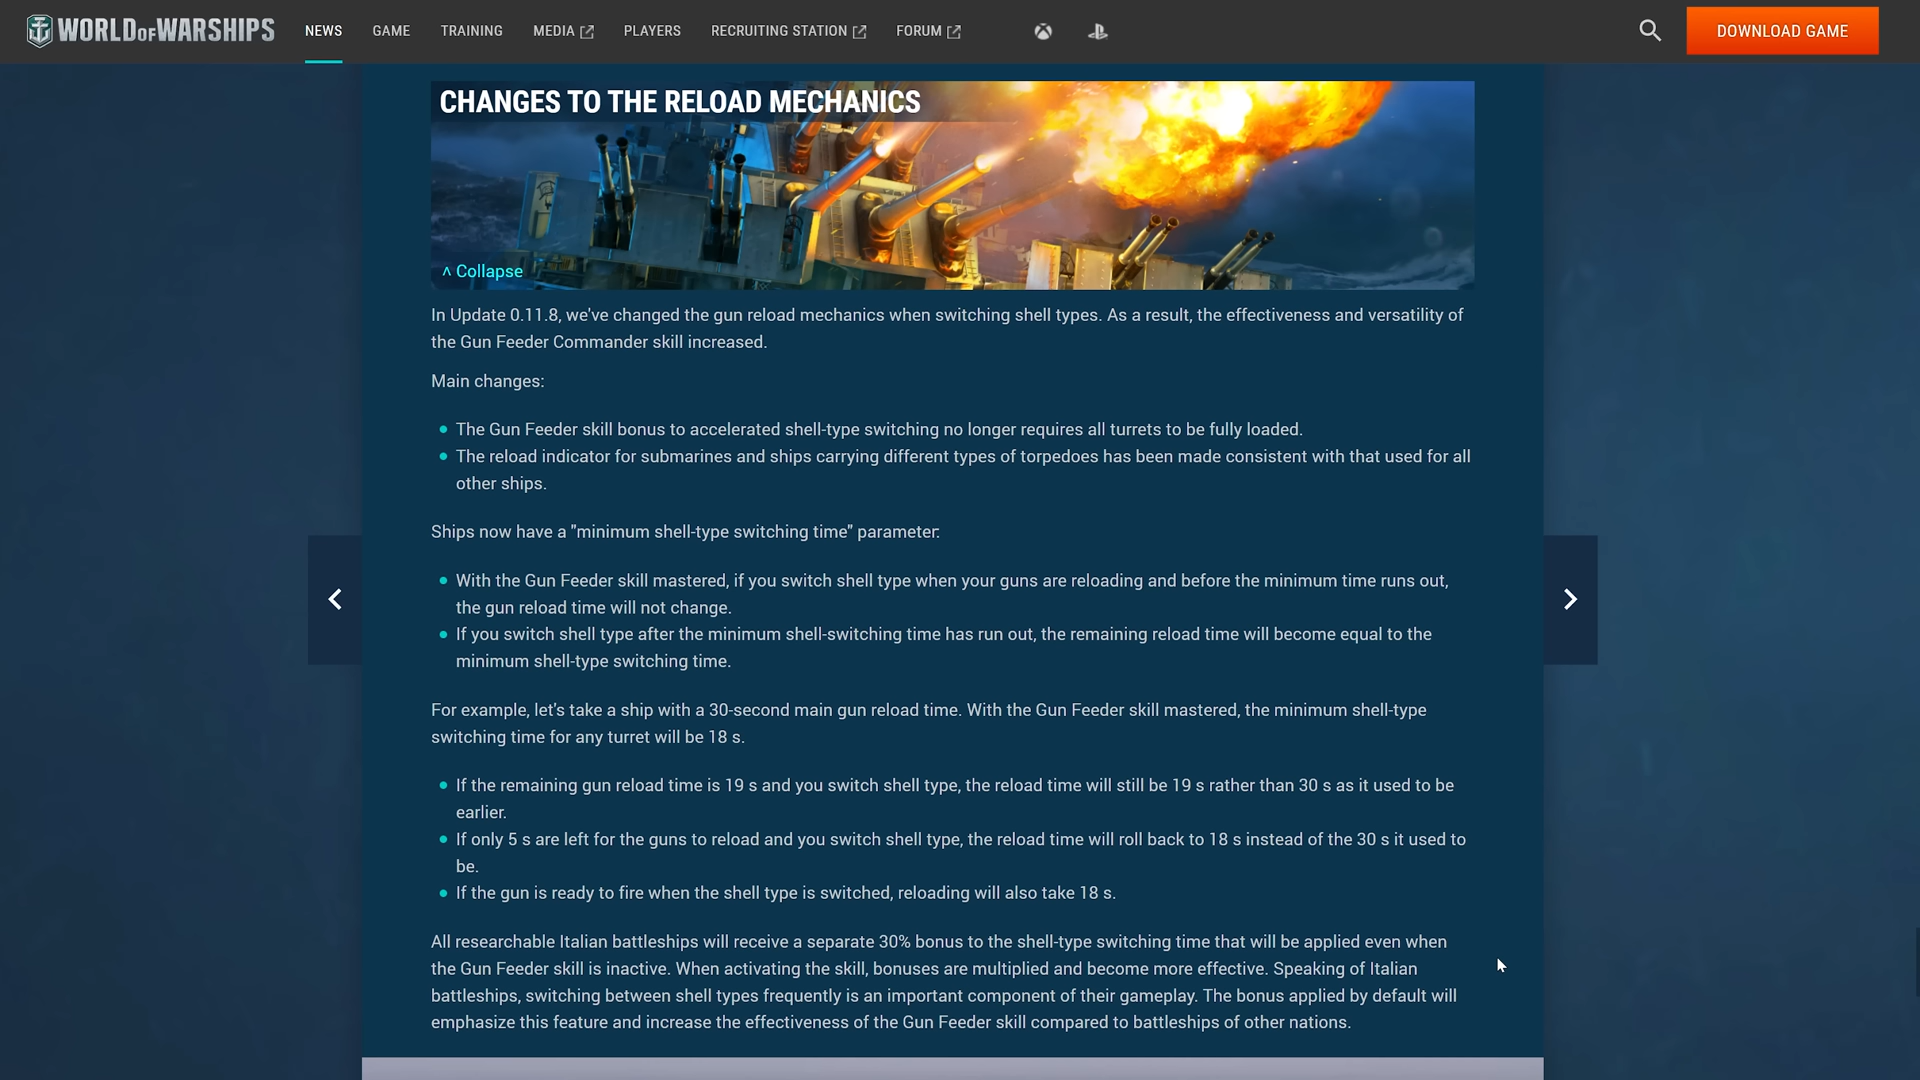 WORLD OF WARSHIPS
NEWS
GAME
TRAINING
MEDIA
PLAYERS
RECRUITING STATION
FORUM
DOWNLOAD GAME
CHANGES TO THE RELOAD MECHANICS
^ Collapse
In Update 0.11.8, we've changed the gun reload mechanics when switching shell types. As a result, the effectiveness and versatility of
the Gun Feeder Commander skill increased.
Main changes:
The Gun Feeder skill bonus to accelerated shell-type switching no longer requires all turrets to be fully loaded.
The reload indicator for submarines and ships carrying different types of torpedoes has been made consistent with that used for all
other ships.
Ships now have a "minimum shell-type switching time" parameter:
With the Gun Feeder skill mastered, if you switch shell type when your guns are reloading and before the minimum time runs out,
the gun reload time will not change.
If you switch shell type after the minimum shell-switching time has run out, the remaining reload time will become equal to the
minimum shell-type switching time.
For example, let's take a ship with a 30-second main gun reload time. With the Gun Feeder skill mastered, the minimum shell-type
switching time for any turret will be 18 s.
If the remaining gun reload time is 19 s and you switch shell type, the reload time will still be 19 s rather than 30 s as it used to be
earlier.
If only 5 s are left for the guns to reload and you switch shell type, the reload time will roll back to 18 s instead of the 30 s it used to
be.
If the gun is ready to fire when the shell type is switched, reloading will also take 18 s.
All researchable Italian battleships will receive a separate 30% bonus to the shell-type switching time that will be applied even when
the Gun Feeder skill is inactive. When activating the skill, bonuses are multiplied and become more effective. Speaking of Italian
battleships, switching between shell types frequently is an important component of their gameplay. The bonus applied by default will
emphasize this feature and increase the effectiveness of the Gun Feeder skill compared to battleships of other nations.